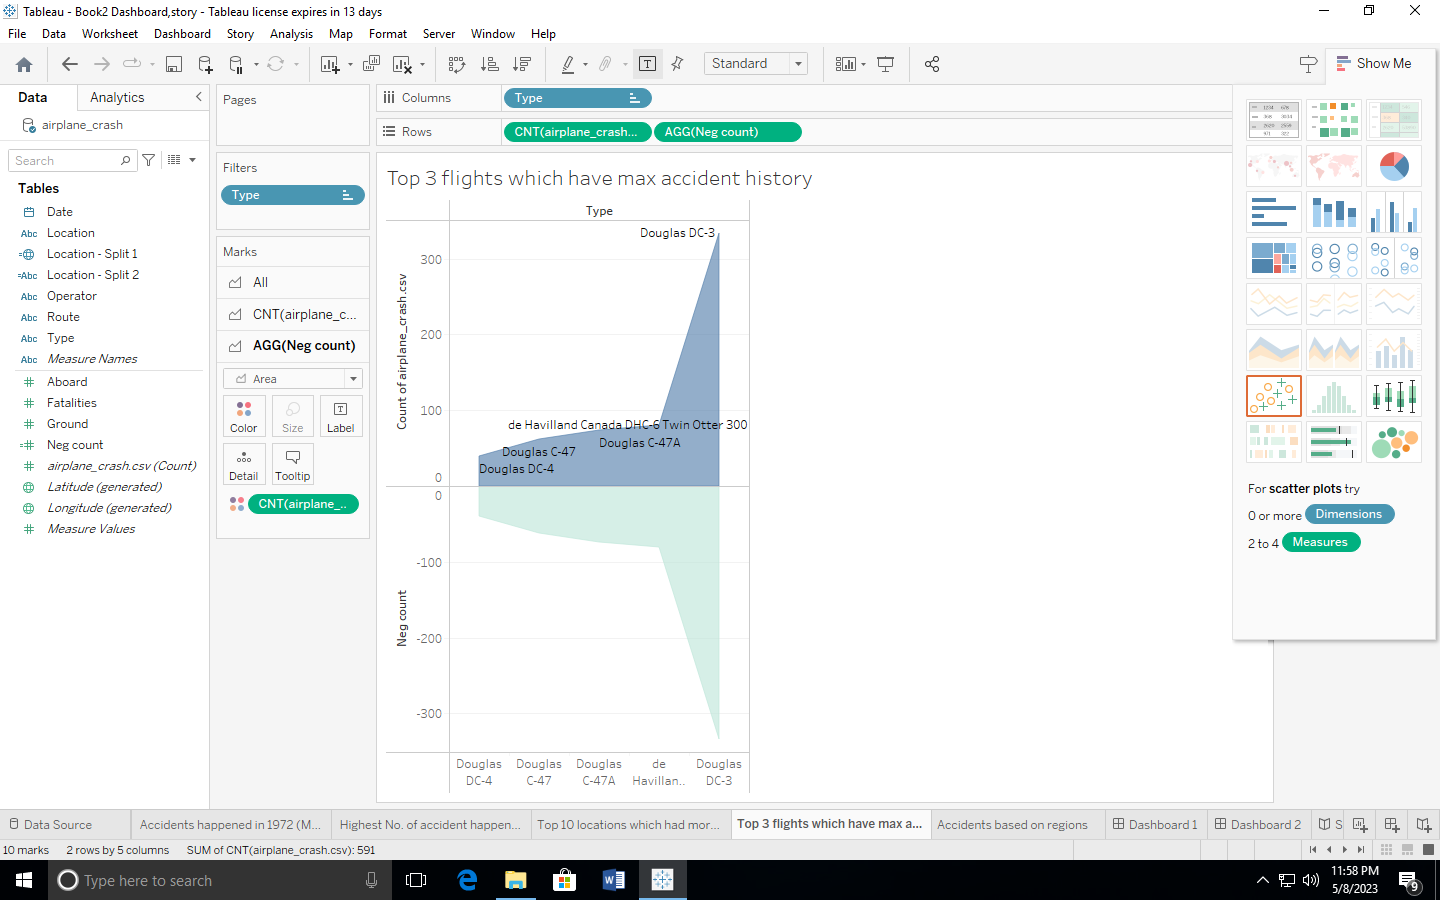 Tableau - Book2 Dashboard,story - Tableau license expires in 13 days
File Data Worksheet Dashboard Story Analysis Map Format Server Window Help
Standard
Show Me
Data Analytics
airplane_crash
Search
Tables
Date
Abc Location
Location - Split 1
=Abc Location - Split 2
Abc Operator
Abc Route
Abc Type
Abc Measure Names
Aboard
Fatalities
Ground
Neg count
airplane_crash.csv (Count)
Latitude (generated)
Longitude (generated)
Measure Values
Pages
Filters
Type
Marks
All
CNT(airplane_c...
AGG(Neg count)
Area
Color Size Label
Detail Tooltip
CNT(airplane_..
Columns Type
Rows CNT(airplane_crash... AGG(Neg count)
Top 3 flights which have max accident history
Type
Count of airplane_crash.csv
300
200
100
0
Douglas DC-3
de Havilland Canada DHC-6 Twin Otter 300
Douglas C-47A
Douglas C-47
Douglas DC-4
Neg count
0
-100
-200
-300
Douglas DC-4
Douglas C-47
Douglas C-47A
de Havillan..
Douglas DC-3
For scatter plots try
0 or more Dimensions
2 to 4 Measures
Data Source Accidents happened in 1972 (M... Highest No. of accident happen... Top 10 locations which had mor... Top 3 flights which have max a... Accidents based on regions Dashboard 1 Dashboard 2 S
10 marks 2 rows by 5 columns SUM of CNT(airplane_crash.csv): 591
Type here to search
11:58 PM
5/8/2023
9